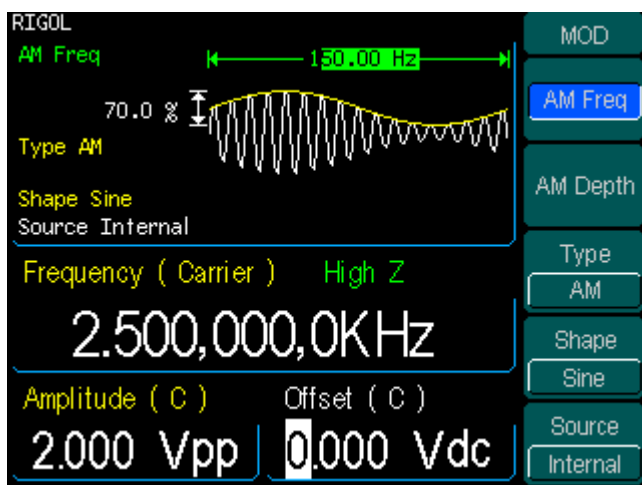 RIGOL
AM Freq
150.00 Hz
70.0 %
Type AM
Shape Sine
Source Internal
Frequency ( Carrier ) High Z
2.500,000,0KHz
Amplitude ( C ) Offset ( C )
2.000 Vpp 0.000 Vdc
MOD
AM Freq
AM Depth
Type
AM
Shape
Sine
Source
Internal